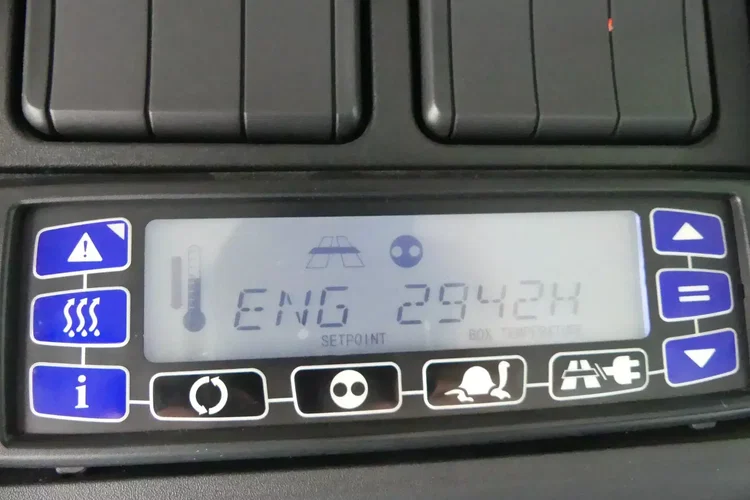 ENG 2942H
SETPOINT BOX TEMPERATURE
i